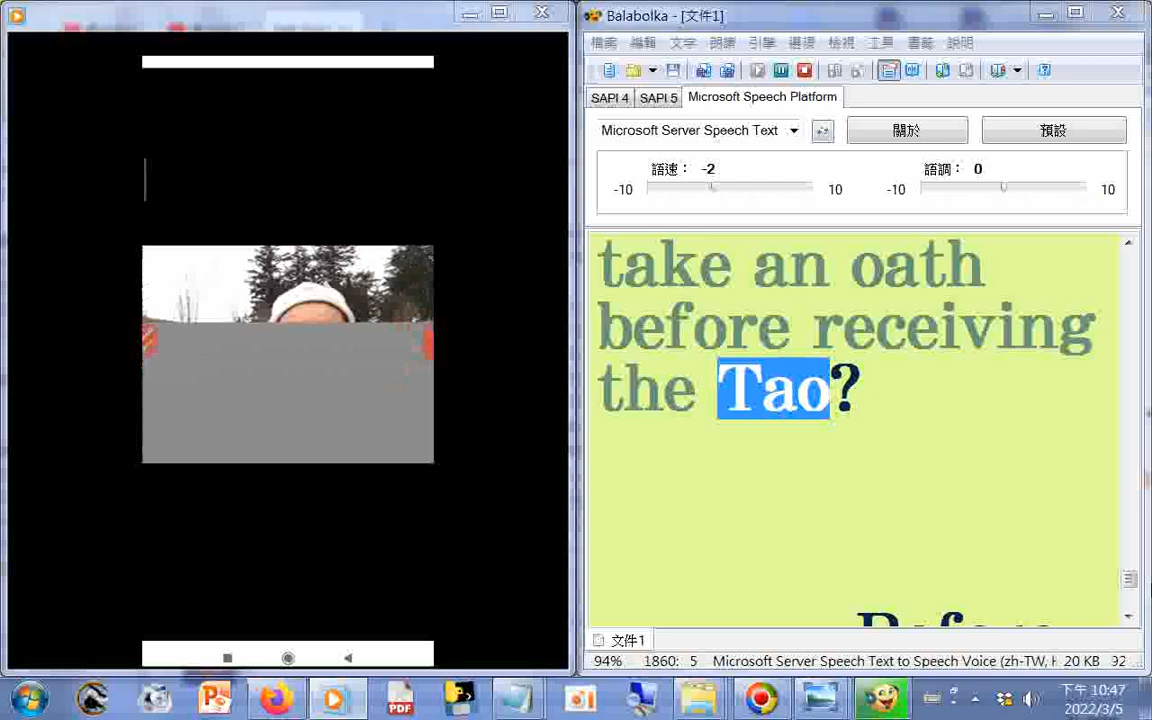 Balabolka - [文件1]
檔案 編輯 文字 朗讀 引擎 選項 檢視 工具 書籤 說明
SAPI 4 SAPI 5 Microsoft Speech Platform
Microsoft Server Speech Text 關於 預設
語速： -2 語調： 0
-10 10 -10 10
take an oath
before receiving
the Tao?
Before
文件1
94% 1860: 5 Microsoft Server Speech Text to Speech Voice (zh-TW, 20 KB 92
PDF
下午 10:47
2022/3/5